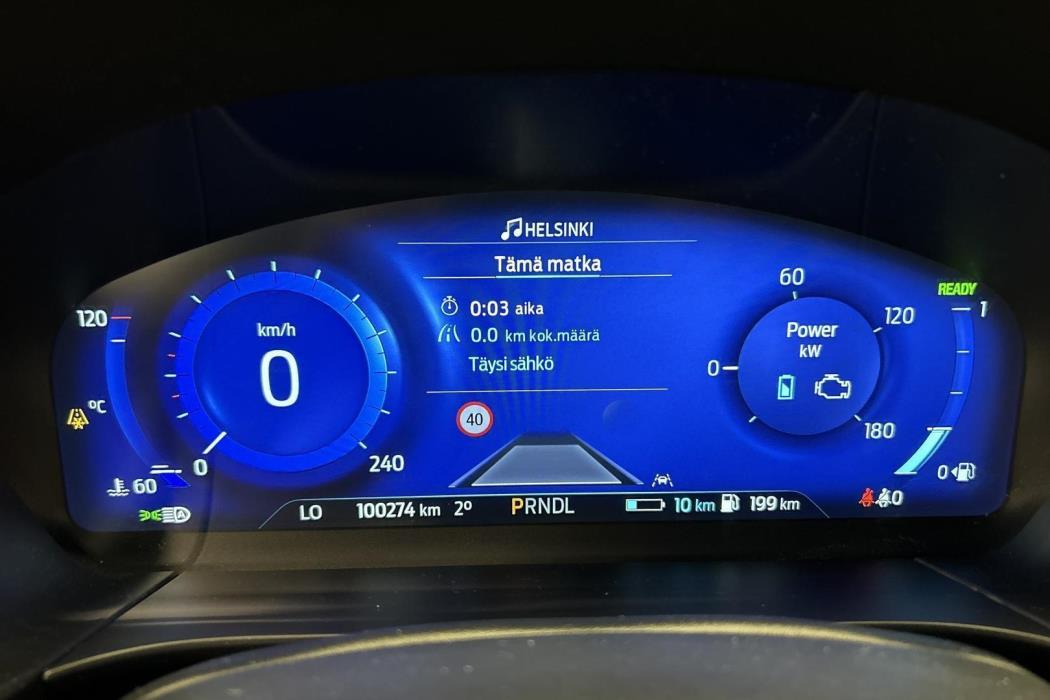 HELSINKI
Tämä matka
0:03 aika
0.0 km kok.määrä
Täysi sähkö
40
120
°C
60
km/h
0
0
240
60
Power
kW
0
120
180
READY
1
0
0
LO 100274 km 2° PRNDL 10 km 199 km
A